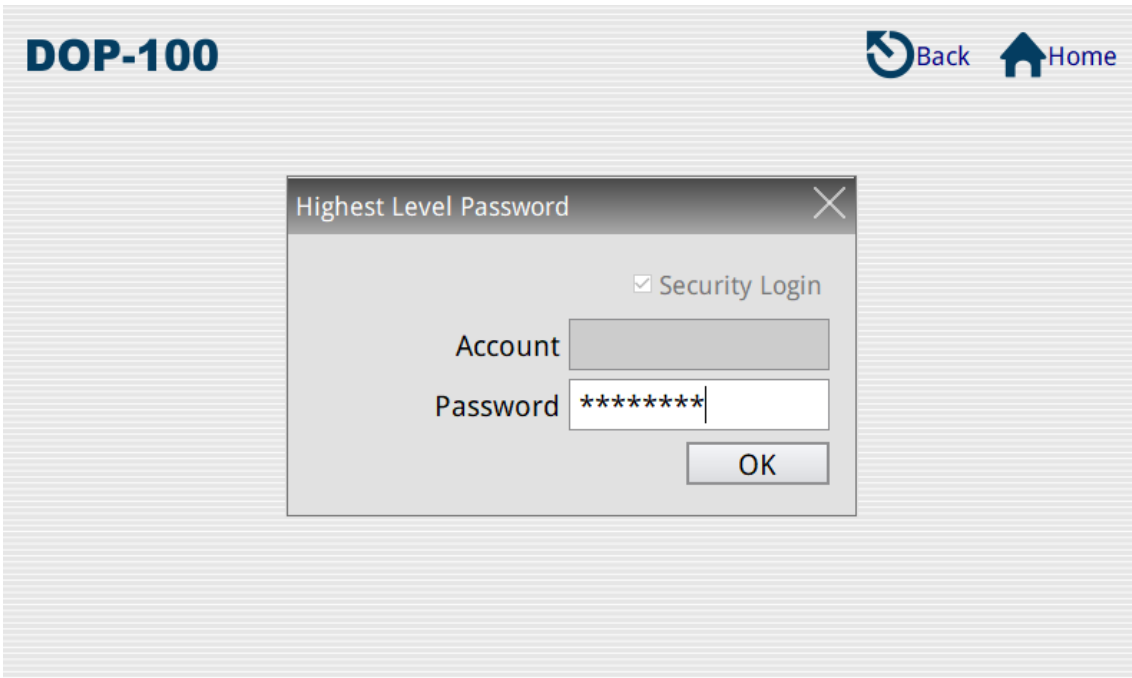 DOP-100
Back
Home
Highest Level Password
Security Login
Account
Password ********
OK